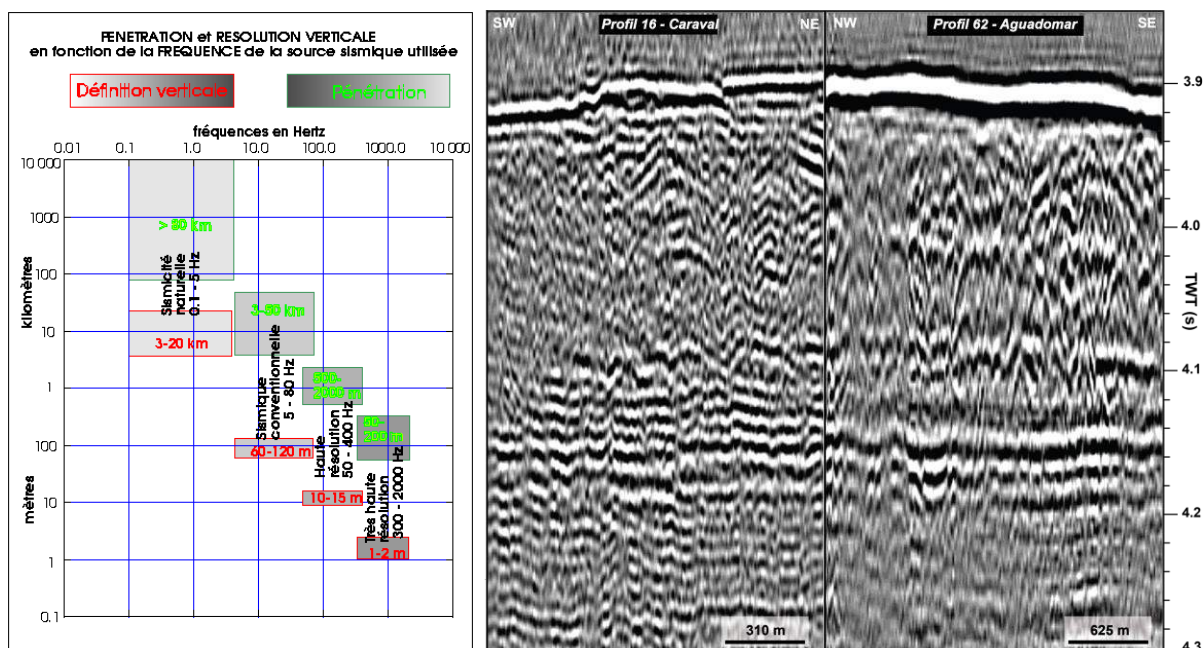 PENETRATION et RESOLUTION VERTICALE
en fonction de la FREQUENCE de la source sismique utilisée
Définition verticale
Pénétration
fréquences en Hertz
0.01 0.1 1.0 10.0 100.0 1000.0 10 000
10 000
1000
100
10
1
100
10
1
0.1
kilomètres
mètres
> 80 km
Sismicité
naturelle
0.1 - 5 Hz
3-20 km
3-50 km
Sismique
conventionnelle
5 - 80 Hz
60-120 m
500-
2000 m
Haute
résolution
50 - 400 Hz
10-15 m
50-
200 m
Très haute
résolution
300 - 2000 Hz
1-2 m
SW
Profil 16 - Caraval
NE
310 m
NW
Profil 62 - Aguadomar
SE
625 m
3.9
4.0
4.1
4.2
4.3
TWT (s)